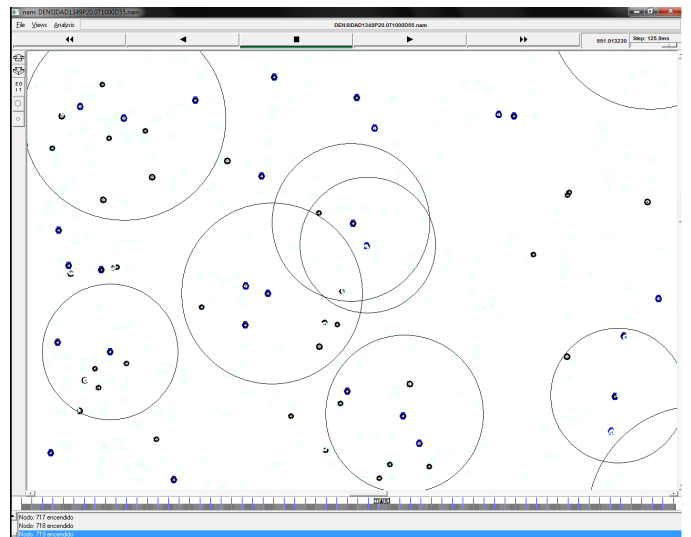 nam: DENSIDAD1349P20.0T1000D55.nam
File Views Analysis DENSIDAD1349P20.0T1000D55.nam
551.013230 Step: 125.9ms
Nodo: 717 encendido
Nodo: 718 encendido
Nodo: 719 encendido